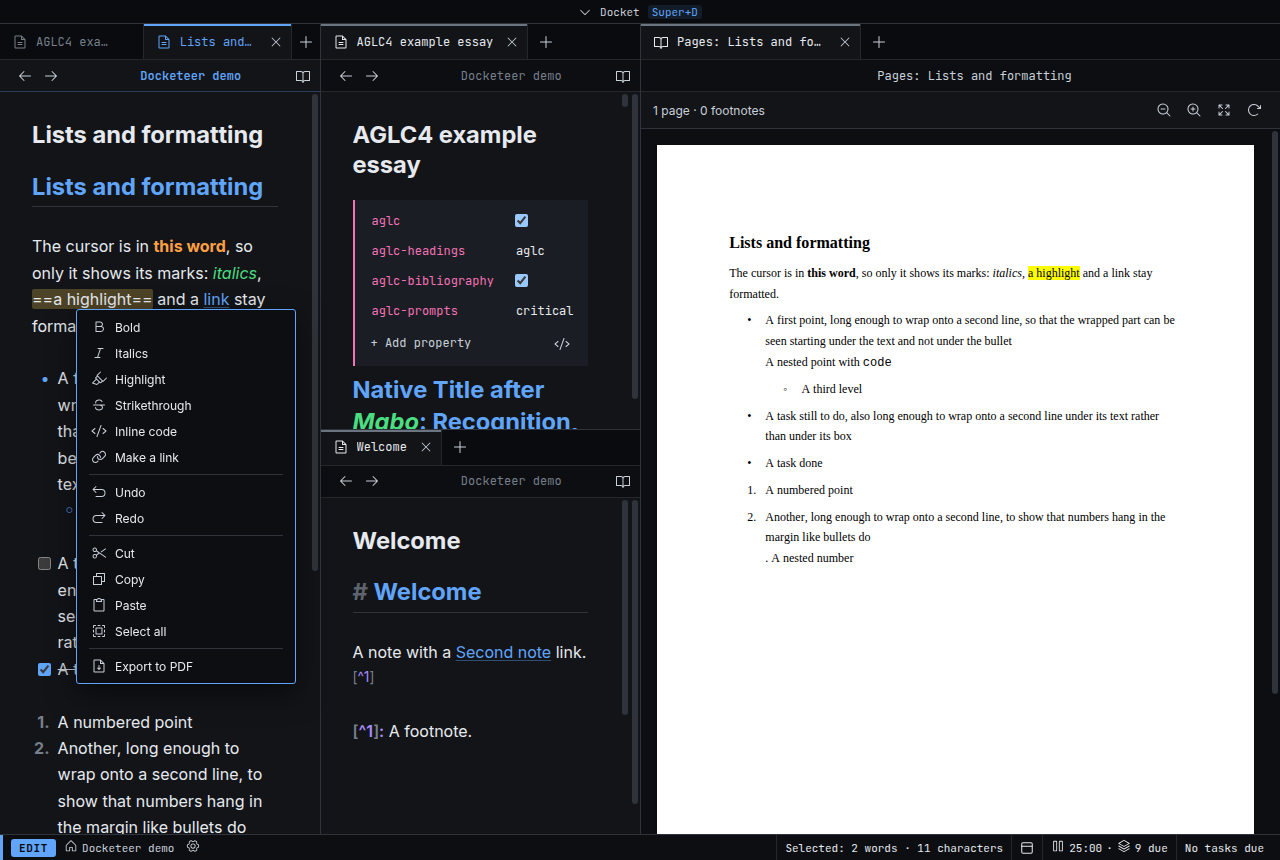 Docket Super+D
AGLC4 exa…
Lists and…
AGLC4 example essay
Pages: Lists and fo…
Docketeer demo
Docketeer demo
Pages: Lists and formatting
Lists and formatting
Lists and formatting
The cursor is in this word, so
only it shows its marks: italics,
==a highlight== and a link stay
forma
A f
wr
tha
be
tex
A t
en
se
rat
A f
1. A numbered point
2. Another, long enough to
wrap onto a second line, to
show that numbers hang in
the margin like bullets do
Bold
Italics
Highlight
Strikethrough
Inline code
Make a link
Undo
Redo
Cut
Copy
Paste
Select all
Export to PDF
AGLC4 example
essay
aglc
aglc-headings aglc
aglc-bibliography
aglc-prompts critical
+ Add property </>
Native Title after
Mabo: Recognition,
Welcome
Docketeer demo
Welcome
# Welcome
A note with a Second note link.
[^1]
[^1]: A footnote.
1 page · 0 footnotes
Lists and formatting
The cursor is in this word, so only it shows its marks: italics, a highlight and a link stay
formatted.
• A first point, long enough to wrap onto a second line, so that the wrapped part can be
seen starting under the text and not under the bullet
A nested point with code
◦ A third level
• A task still to do, also long enough to wrap onto a second line under its text rather
than under its box
• A task done
1. A numbered point
2. Another, long enough to wrap onto a second line, to show that numbers hang in the
margin like bullets do
. A nested number
EDIT Docketeer demo
Selected: 2 words · 11 characters
25:00 · 9 due
No tasks due